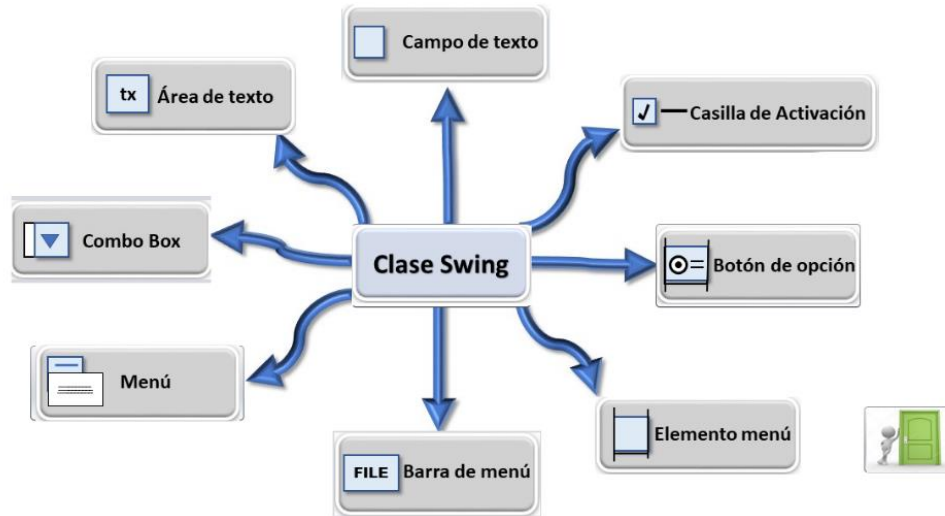 Campo de texto
tx Área de texto
Casilla de Activación
Combo Box
Clase Swing
Botón de opción
Menú
Elemento menú
FILE Barra de menú